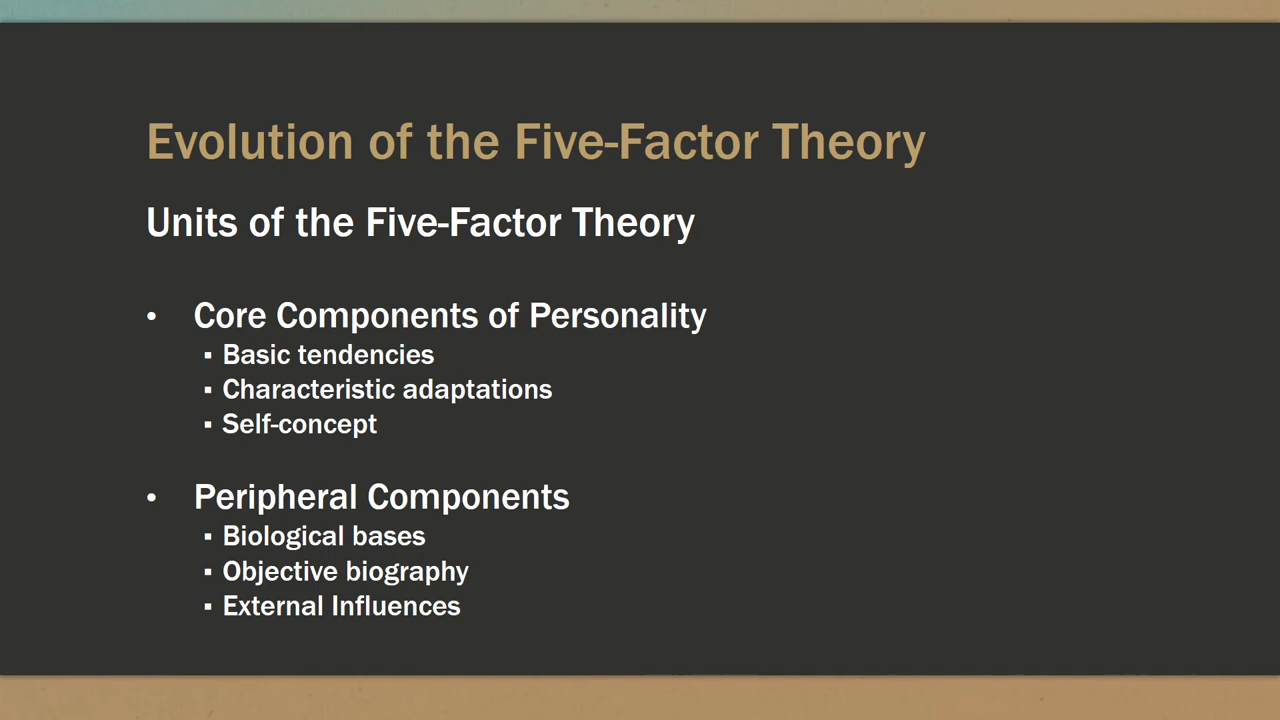 Evolution of the Five-Factor Theory
Units of the Five-Factor Theory
• Core Components of Personality
▪ Basic tendencies
▪ Characteristic adaptations
▪ Self-concept
• Peripheral Components
▪ Biological bases
▪ Objective biography
▪ External Influences